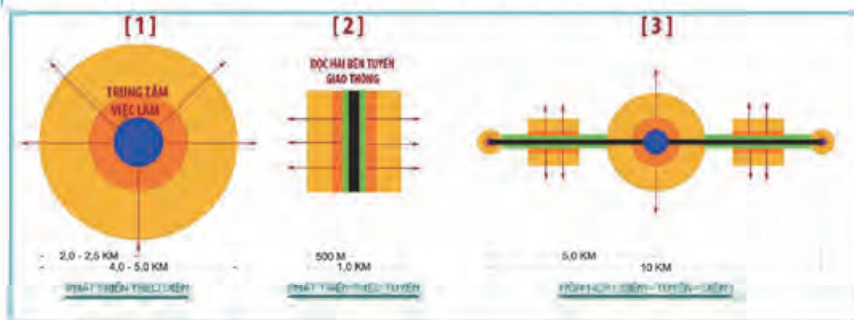 [1]
TRUNG TÂM
VIỆC LÀM
2,0 - 2,5 KM
4,0 - 5,0 KM
PHÁT TRIỂN THEO ĐIỂM
[2]
DỌC HAI BÊN TUYẾN
GIAO THÔNG
500 M
1,0 KM
PHÁT TRIỂN THEO TUYẾN
[3]
5,0 KM
10 KM